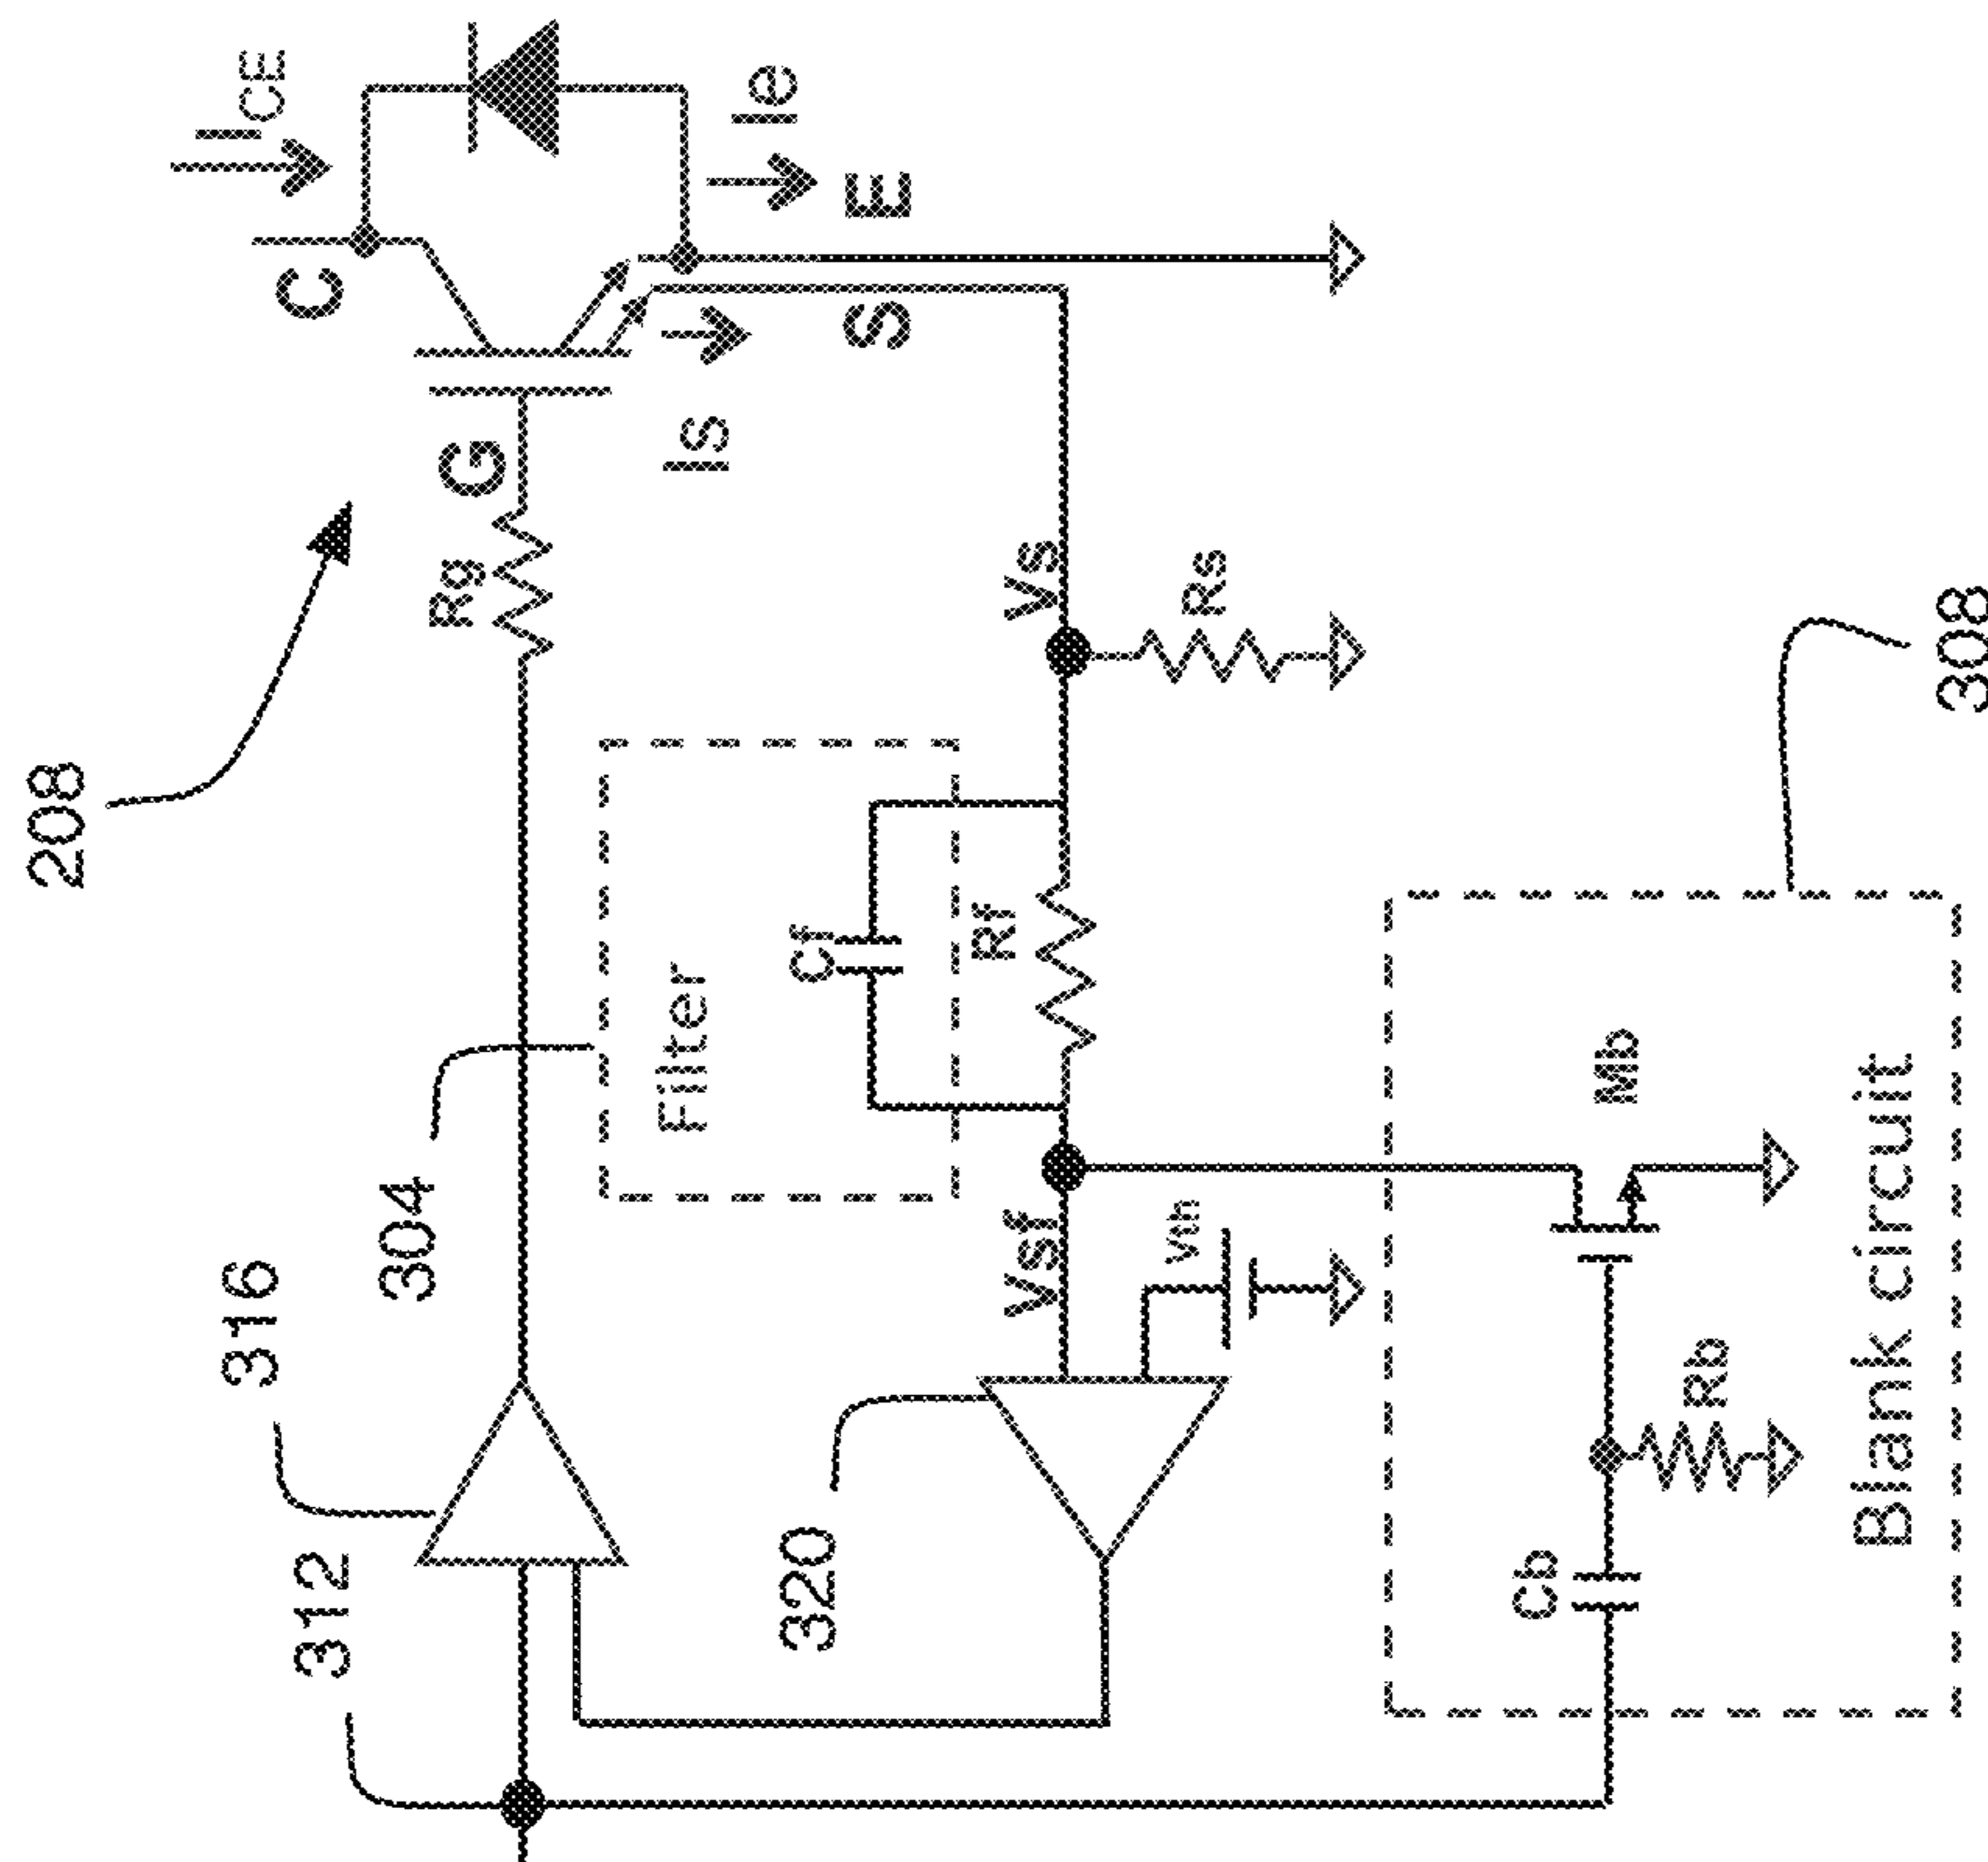 208
316
312
304
320
308
I_CE
C
G
Rg
Ie
E
Is
S
Vs
Rs
Filter
Cf
Rf
Vsf
Vth
Mb
Rb
Cb
Blank circuit